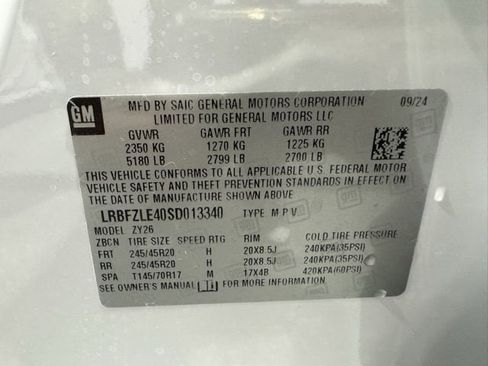 GM
MFD BY SAIC GENERAL MOTORS CORPORATION 09/24
LIMITED FOR GENERAL MOTORS LLC
GVWR GAWR FRT GAWR RR
2350 KG 1270 KG 1225 KG
5180 LB 2799 LB 2700 LB
THIS VEHICLE CONFORMS TO ALL APPLICABLE U.S. FEDERAL MOTOR
VEHICLE SAFETY AND THEFT PREVENTION STANDARDS IN EFFECT ON
THE DATE OF MANUFACTURE SHOWN ABOVE
LRBFZLE40SD013340 TYPE M P V
MODEL ZY26
ZBCN TIRE SIZE SPEED RTG RIM COLD TIRE PRESSURE
FRT 245/45R20 H 20X8.5J 240KPA(35PSI)
RR 245/45R20 H 20X8.5J 240KPA(35PSI)
SPA T145/70R17 M 17X4B 420KPA(60PSI)
SEE OWNER'S MANUAL